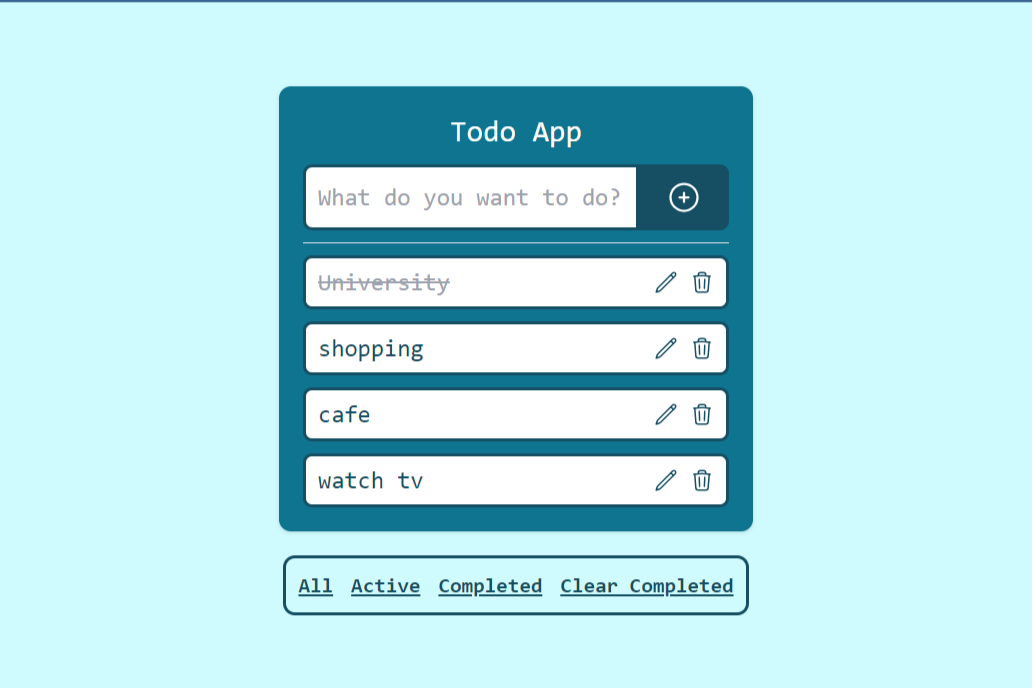 Todo App
What do you want to do?
University
shopping
cafe
watch tv
All Active Completed Clear Completed